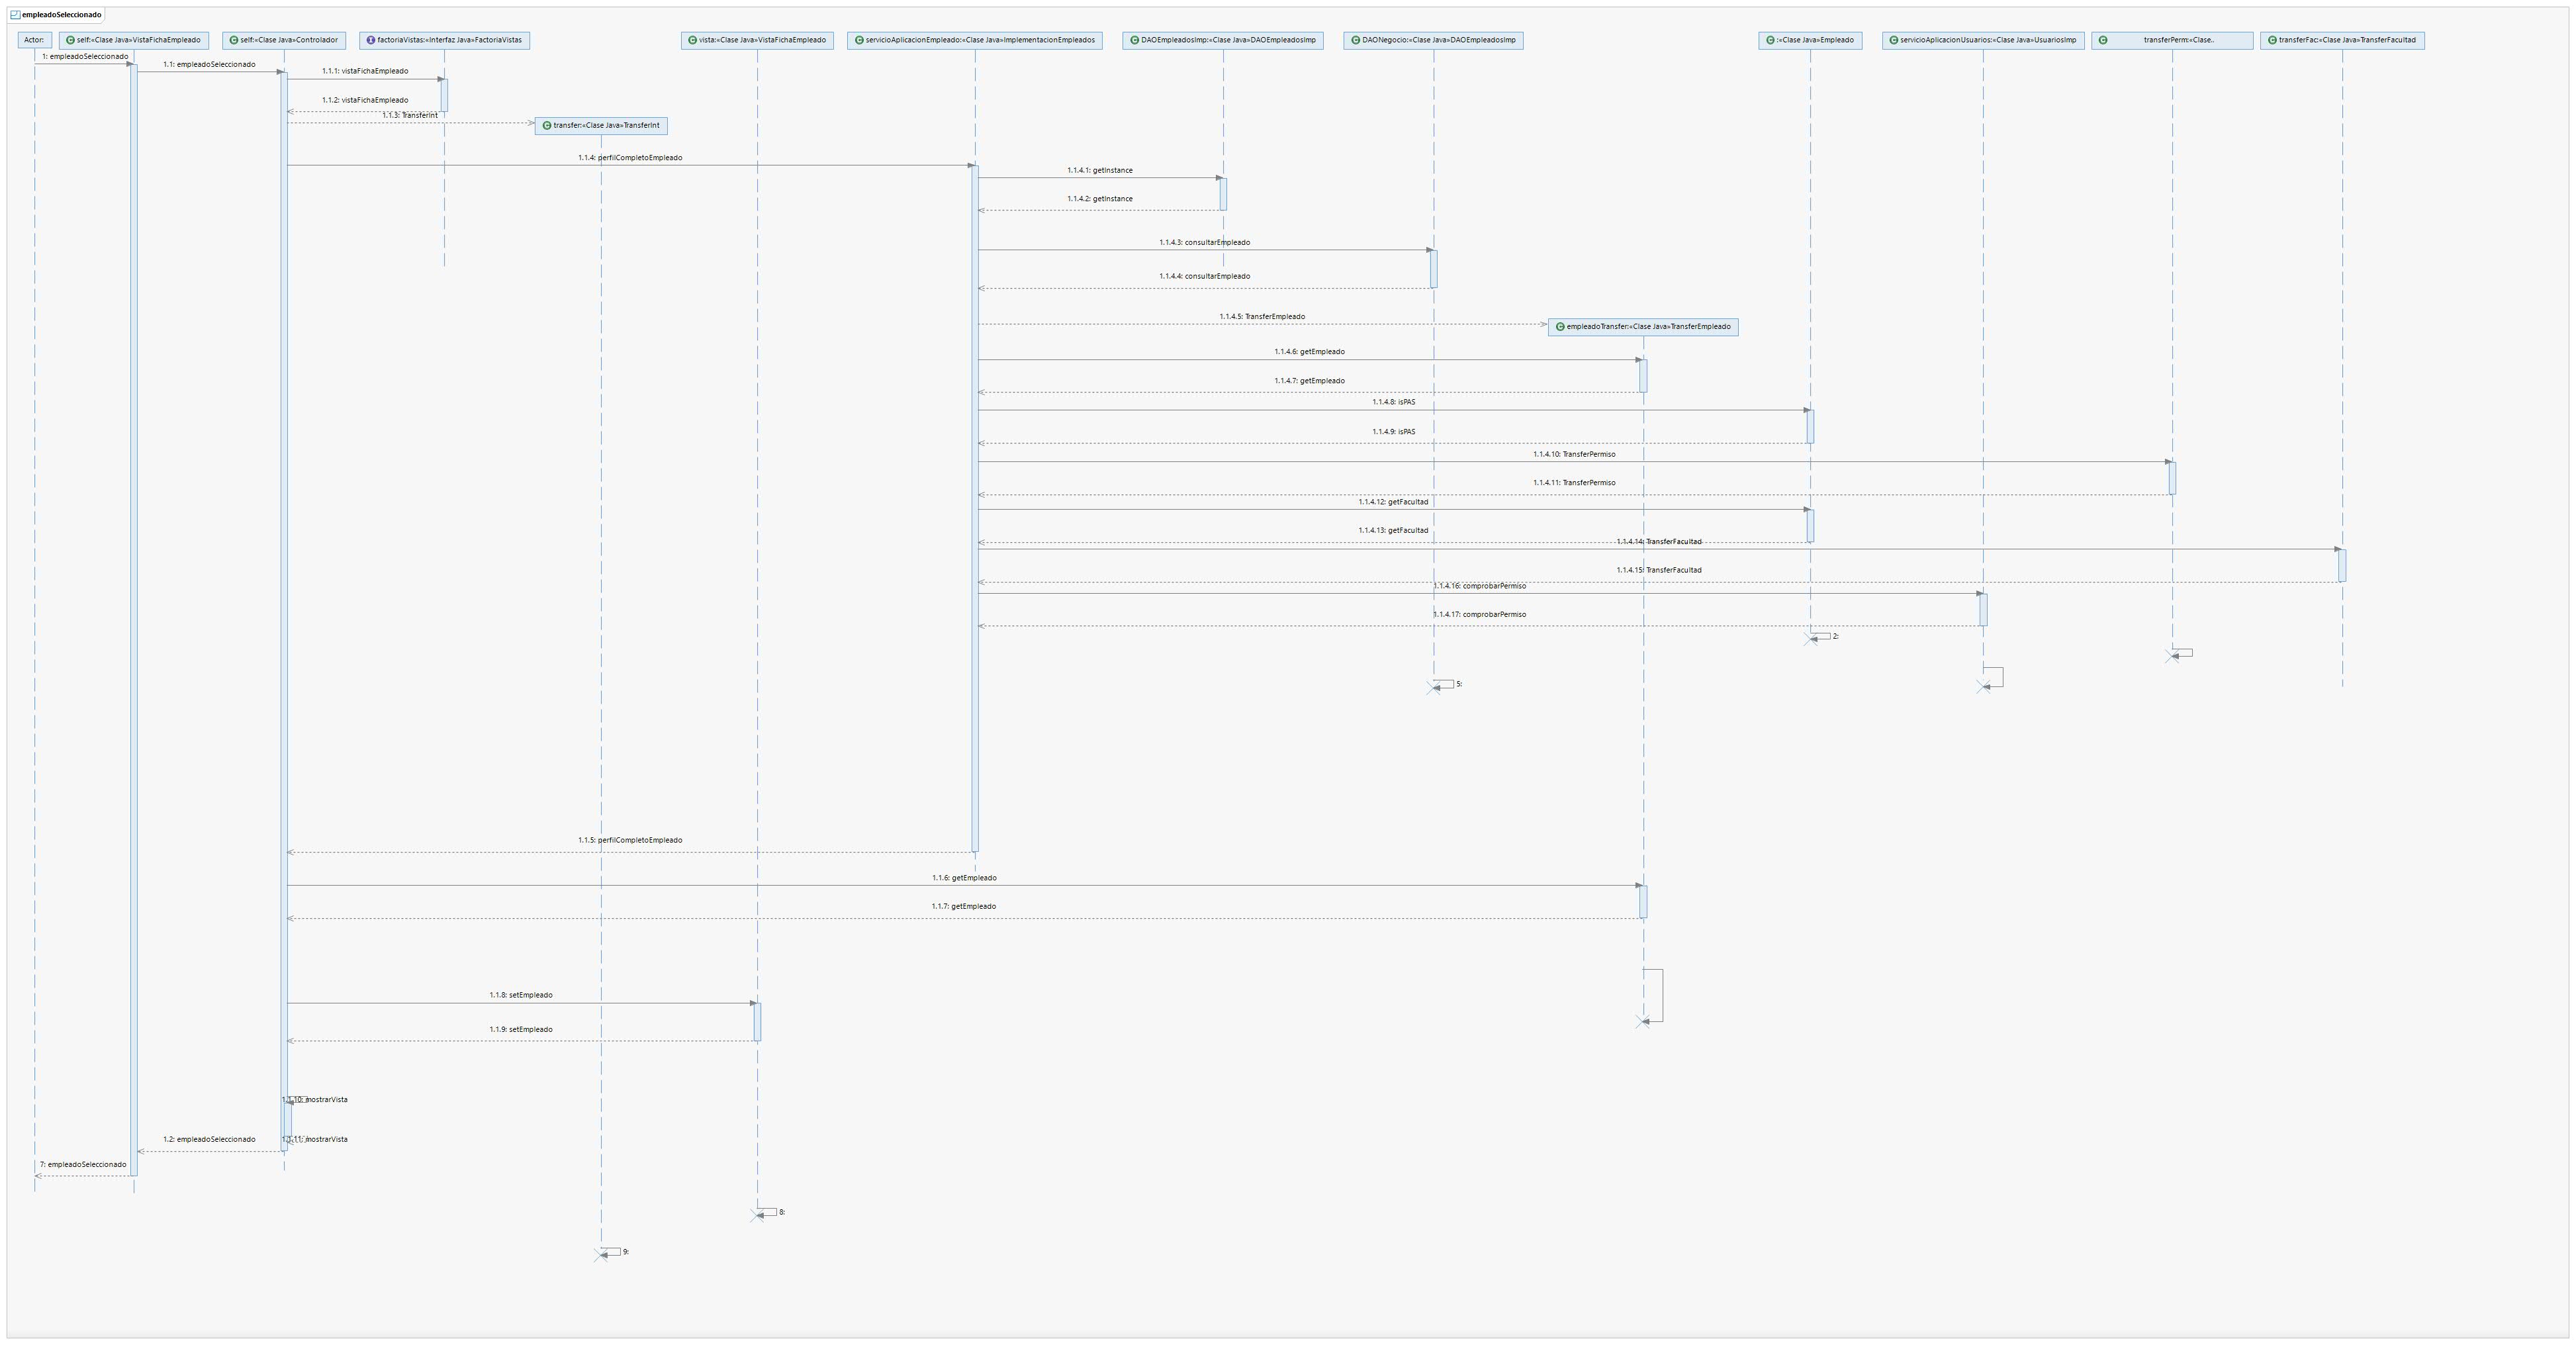 empleadoSeleccionado
Actor:
self:«Clase Java»VistaFichaEmpleado
self:«Clase Java»Controlador
factoriaVistas:«Interfaz Java»FactoriaVistas
vista:«Clase Java»VistaFichaEmpleado
servicioAplicacionEmpleado:«Clase Java»ImplementacionEmpleados
DAOEmpleadosImp:«Clase Java»DAOEmpleadosImp
DAONegocio:«Clase Java»DAOEmpleadosImp
:«Clase Java»Empleado
servicioAplicacionUsuarios:«Clase Java»UsuariosImp
transferPerm:«Clase..
transferFac:«Clase Java»TransferFacultad
1: empleadoSeleccionado
1.1: empleadoSeleccionado
1.1.1: vistaFichaEmpleado
1.1.2: vistaFichaEmpleado
1.1.3: TransferInt
transfer:«Clase Java»TransferInt
1.1.4: perfilCompletoEmpleado
1.1.4.1: getInstance
1.1.4.2: getInstance
1.1.4.3: consultarEmpleado
1.1.4.4: consultarEmpleado
1.1.4.5: TransferEmpleado
empleadoTransfer:«Clase Java»TransferEmpleado
1.1.4.6: getEmpleado
1.1.4.7: getEmpleado
1.1.4.8: isPAS
1.1.4.9: isPAS
1.1.4.10: TransferPermiso
1.1.4.11: TransferPermiso
1.1.4.12: getFacultad
1.1.4.13: getFacultad
1.1.4.14: TransferFacultad
1.1.4.15: TransferFacultad
1.1.4.16: comprobarPermiso
1.1.4.17: comprobarPermiso
2:
5:
1.1.5: perfilCompletoEmpleado
1.1.6: getEmpleado
1.1.7: getEmpleado
1.1.8: setEmpleado
1.1.9: setEmpleado
1.1.10: mostrarVista
1.1.11: mostrarVista
1.2: empleadoSeleccionado
7: empleadoSeleccionado
8:
9: